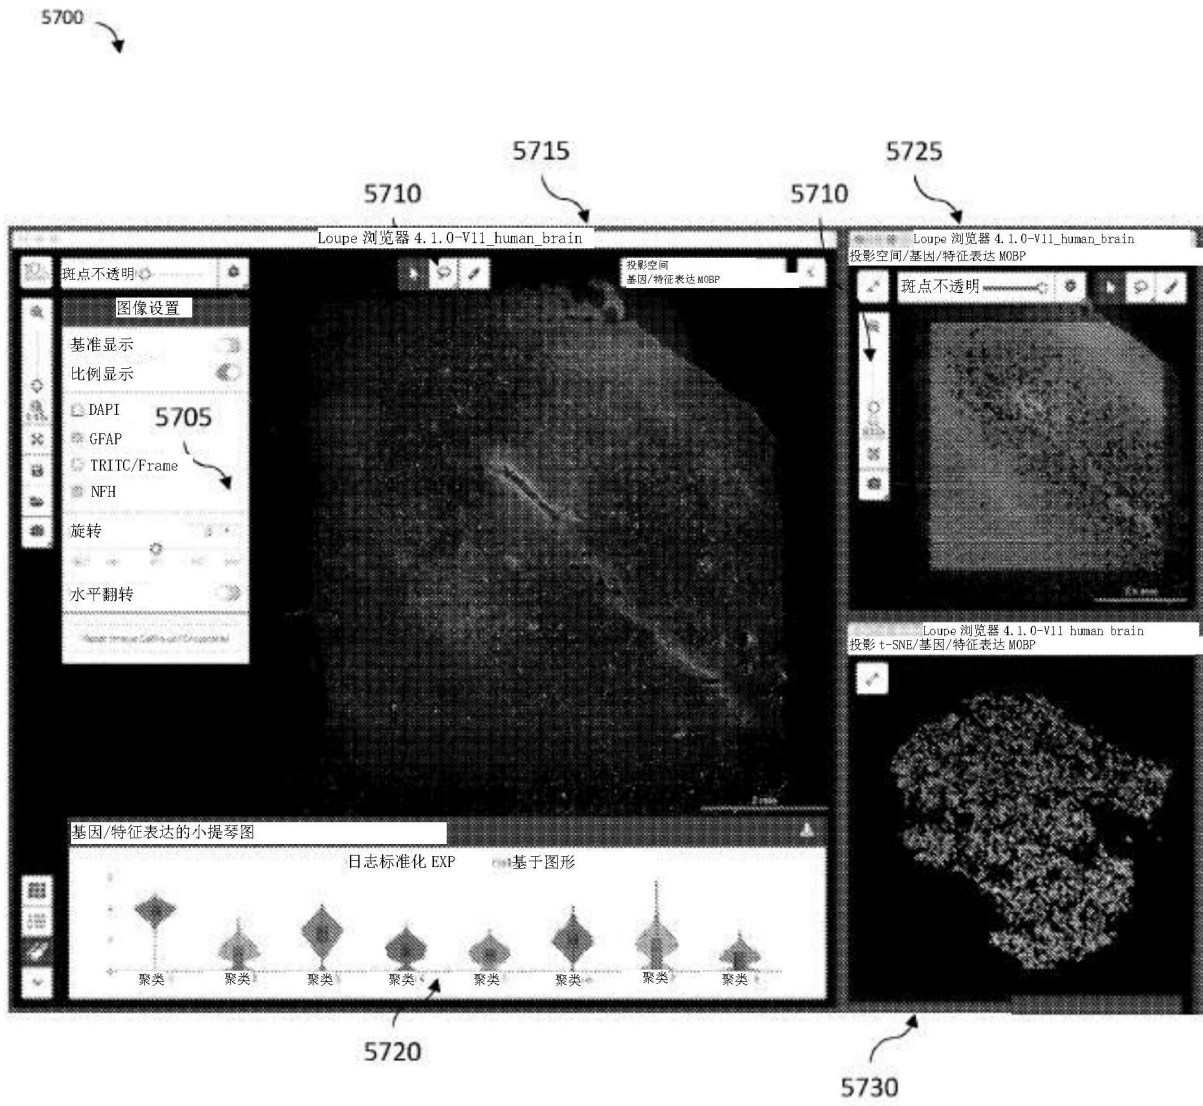 5700
5715
5725
5710
5710
Loupe 浏览器 4.1.0-V11_human_brain
Loupe 浏览器 4.1.0-V11_human_brain
投影空间/基因/特征表达 MOBP
斑点不透明
投影空间
基因/特征表达 MOBP
斑点不透明
图像设置
基准显示
比例显示
DAPI
5705
GFAP
TRITC/Frame
NFH
旋转
水平翻转
Loupe 浏览器 4.1.0-V11 human brain
投影 t-SNE/基因/特征表达 MOBP
基因/特征表达的小提琴图
日志标准化 EXP
基于图形
聚类 聚类 聚类 聚类 聚类 聚类 聚类 聚类
5720
5730